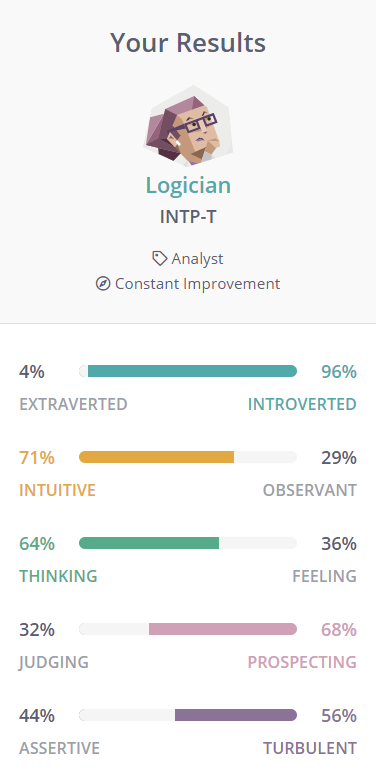 Your Results
Logician
INTP-T
Analyst
Constant Improvement
4% 96%
EXTRAVERTED INTROVERTED
71% 29%
INTUITIVE OBSERVANT
64% 36%
THINKING FEELING
32% 68%
JUDGING PROSPECTING
44% 56%
ASSERTIVE TURBULENT